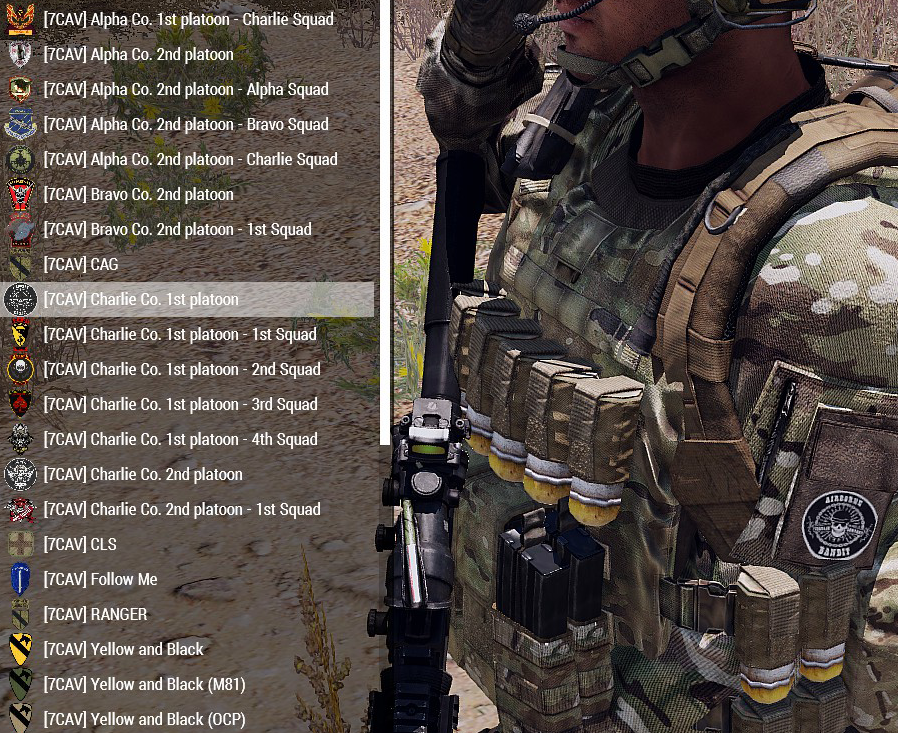 [7CAV] Alpha Co. 1st platoon - Charlie Squad
[7CAV] Alpha Co. 2nd platoon
[7CAV] Alpha Co. 2nd platoon - Alpha Squad
[7CAV] Alpha Co. 2nd platoon - Bravo Squad
[7CAV] Alpha Co. 2nd platoon - Charlie Squad
[7CAV] Bravo Co. 2nd platoon
[7CAV] Bravo Co. 2nd platoon - 1st Squad
[7CAV] CAG
[7CAV] Charlie Co. 1st platoon
[7CAV] Charlie Co. 1st platoon - 1st Squad
[7CAV] Charlie Co. 1st platoon - 2nd Squad
[7CAV] Charlie Co. 1st platoon - 3rd Squad
[7CAV] Charlie Co. 1st platoon - 4th Squad
[7CAV] Charlie Co. 2nd platoon
[7CAV] Charlie Co. 2nd platoon - 1st Squad
[7CAV] CLS
[7CAV] Follow Me
[7CAV] RANGER
[7CAV] Yellow and Black
[7CAV] Yellow and Black (M81)
[7CAV] Yellow and Black (OCP)
AIRBORNE
BANDIT